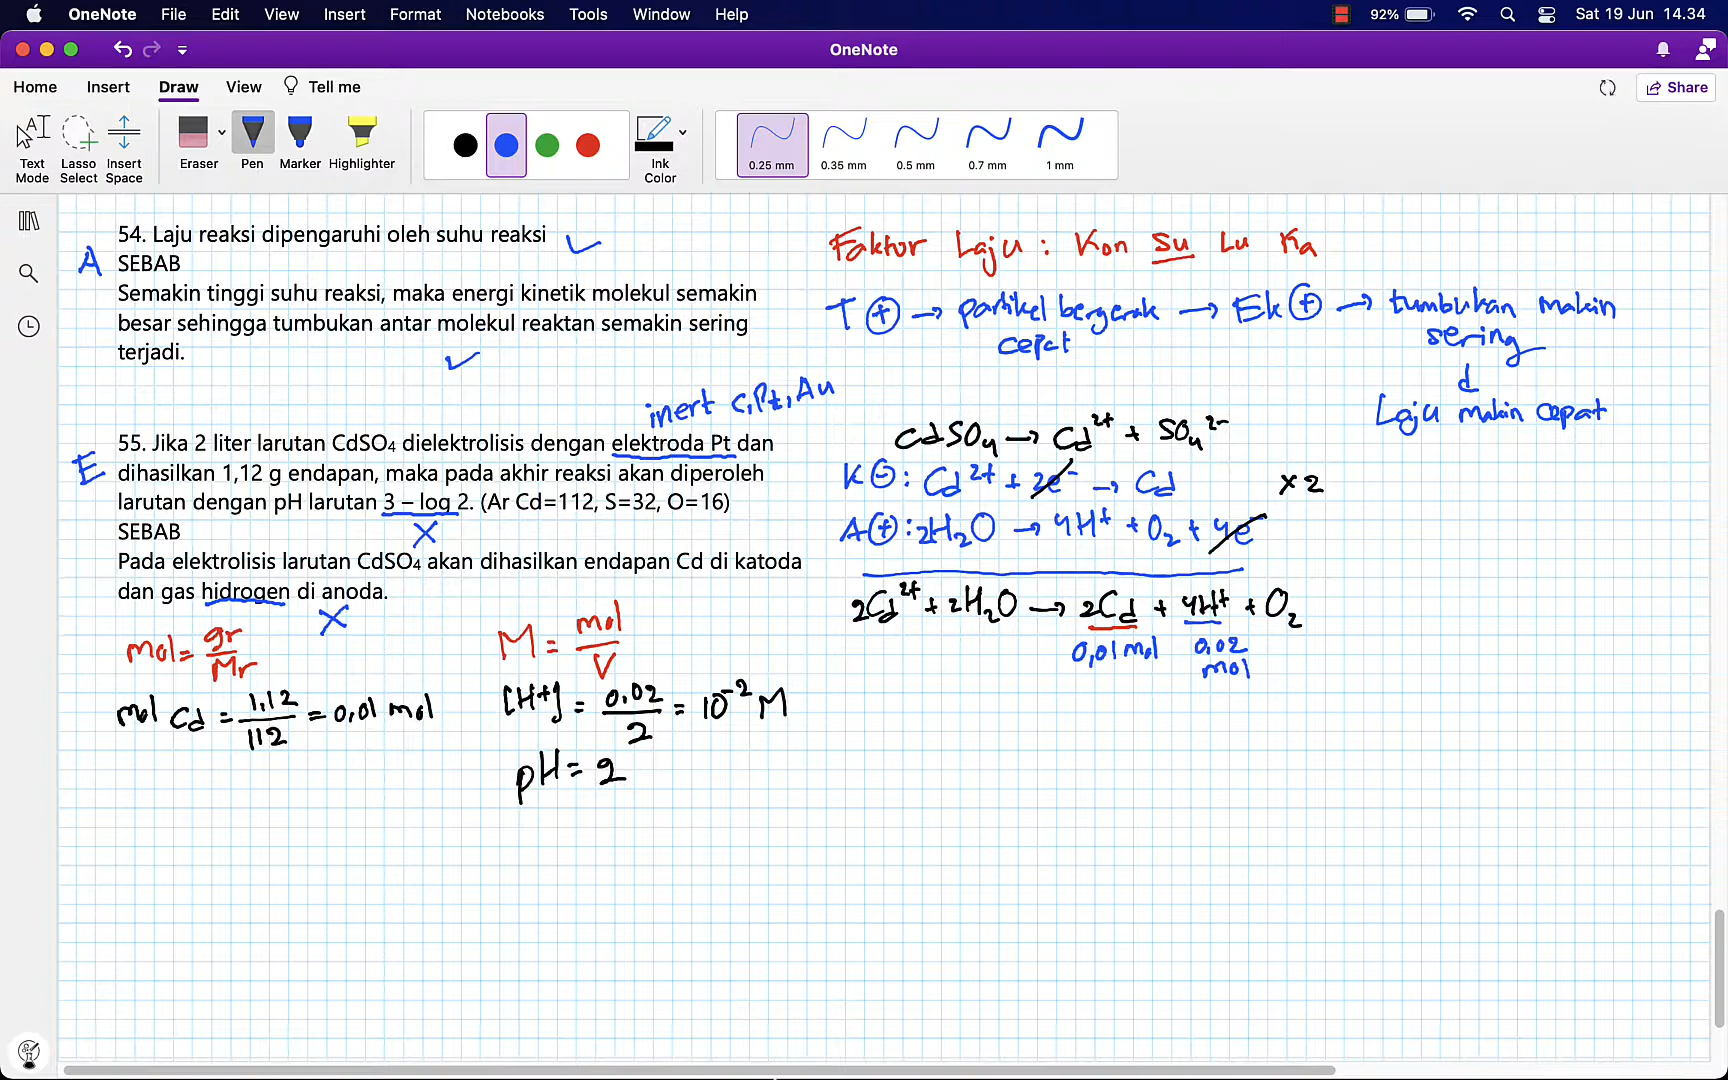 OneNote File Edit View Insert Format Notebooks Tools Window Help 92% Sat 19 Jun 14.34
OneNote
Home Insert Draw View Tell me Share
Text Mode Lasso Select Insert Space Eraser Pen Marker Highlighter Ink Color 0.25 mm 0.35 mm 0.5 mm 0.7 mm 1 mm
54. Laju reaksi dipengaruhi oleh suhu reaksi
A SEBAB
Semakin tinggi suhu reaksi, maka energi kinetik molekul semakin
besar sehingga tumbukan antar molekul reaktan semakin sering
terjadi.
Faktor Laju : Kon Su Lu Ka
T (+) → partikel bergerak cepat → Ek (+) → tumbukan makin sering
↓
Laju makin cepat
inert C, Pt, Au
55. Jika 2 liter larutan CdSO₄ dielektrolisis dengan elektroda Pt dan
E dihasilkan 1,12 g endapan, maka pada akhir reaksi akan diperoleh
larutan dengan pH larutan 3 – log 2. (Ar Cd=112, S=32, O=16)
SEBAB
Pada elektrolisis larutan CdSO₄ akan dihasilkan endapan Cd di katoda
dan gas hidrogen di anoda.
CdSO₄ → Cd²⁺ + SO₄²⁻
K ⊖ : Cd²⁺ + 2e⁻ → Cd ×2
A (+) : 2H₂O → 4H⁺ + O₂ + 4e
2Cd²⁺ + 2H₂O → 2Cd + 4H⁺ + O₂
0,01 mol 0.02 mol
mol = gr/Mr
mol Cd = 1,12/112 = 0,01 mol
M = mol/V
[H⁺] = 0.02/2 = 10⁻² M
pH = 2